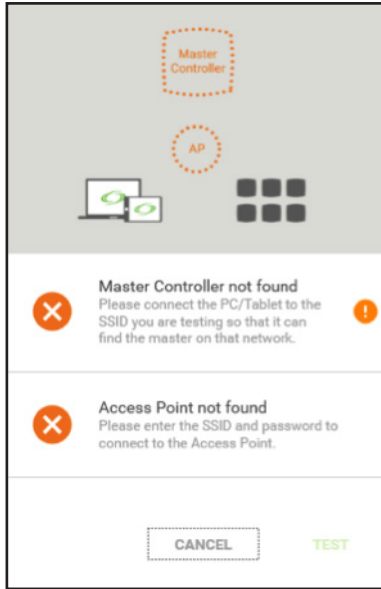 Master
Controller
AP
Master Controller not found
Please connect the PC/Tablet to the
SSID you are testing so that it can
find the master on that network.
Access Point not found
Please enter the SSID and password to
connect to the Access Point.
CANCEL
TEST